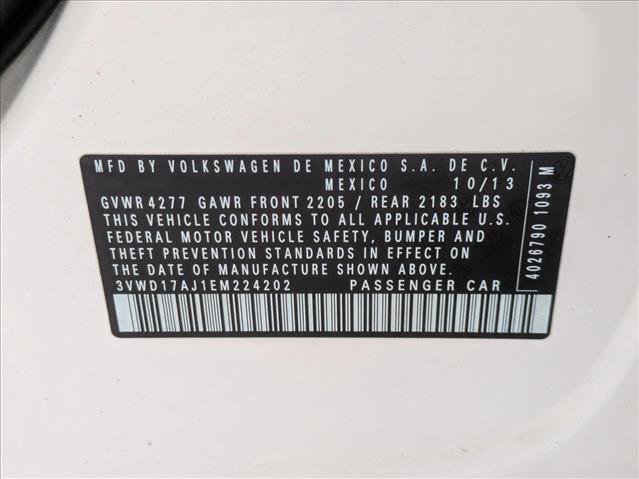 MFD BY VOLKSWAGEN DE MEXICO S.A. DE C.V.
MEXICO 10/13
GVWR 4277 GAWR FRONT 2205 / REAR 2183 LBS
THIS VEHICLE CONFORMS TO ALL APPLICABLE U.S.
FEDERAL MOTOR VEHICLE SAFETY, BUMPER AND
THEFT PREVENTION STANDARDS IN EFFECT ON
THE DATE OF MANUFACTURE SHOWN ABOVE.
3VWD17AJ1EM224202 PASSENGER CAR
4026790 1093 M